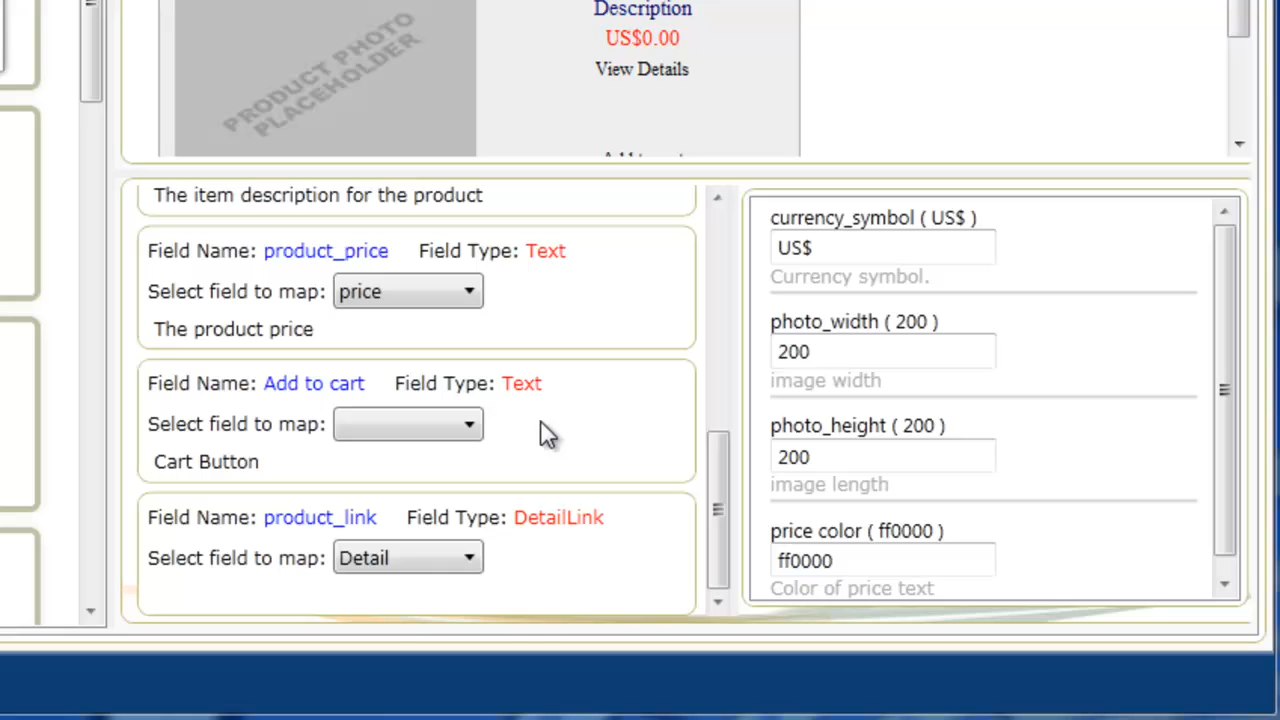 Description
US$0.00
PRODUCT PHOTO
PLACEHOLDER
View Details
The item description for the product
Field Name: product_price Field Type: Text
Select field to map: price
The product price
Field Name: Add to cart Field Type: Text
Select field to map:
Cart Button
Field Name: product_link Field Type: DetailLink
Select field to map: Detail
currency_symbol ( US$ )
US$
Currency symbol.
photo_width ( 200 )
200
image width
photo_height ( 200 )
200
image length
price color ( ff0000 )
ff0000
Color of price text